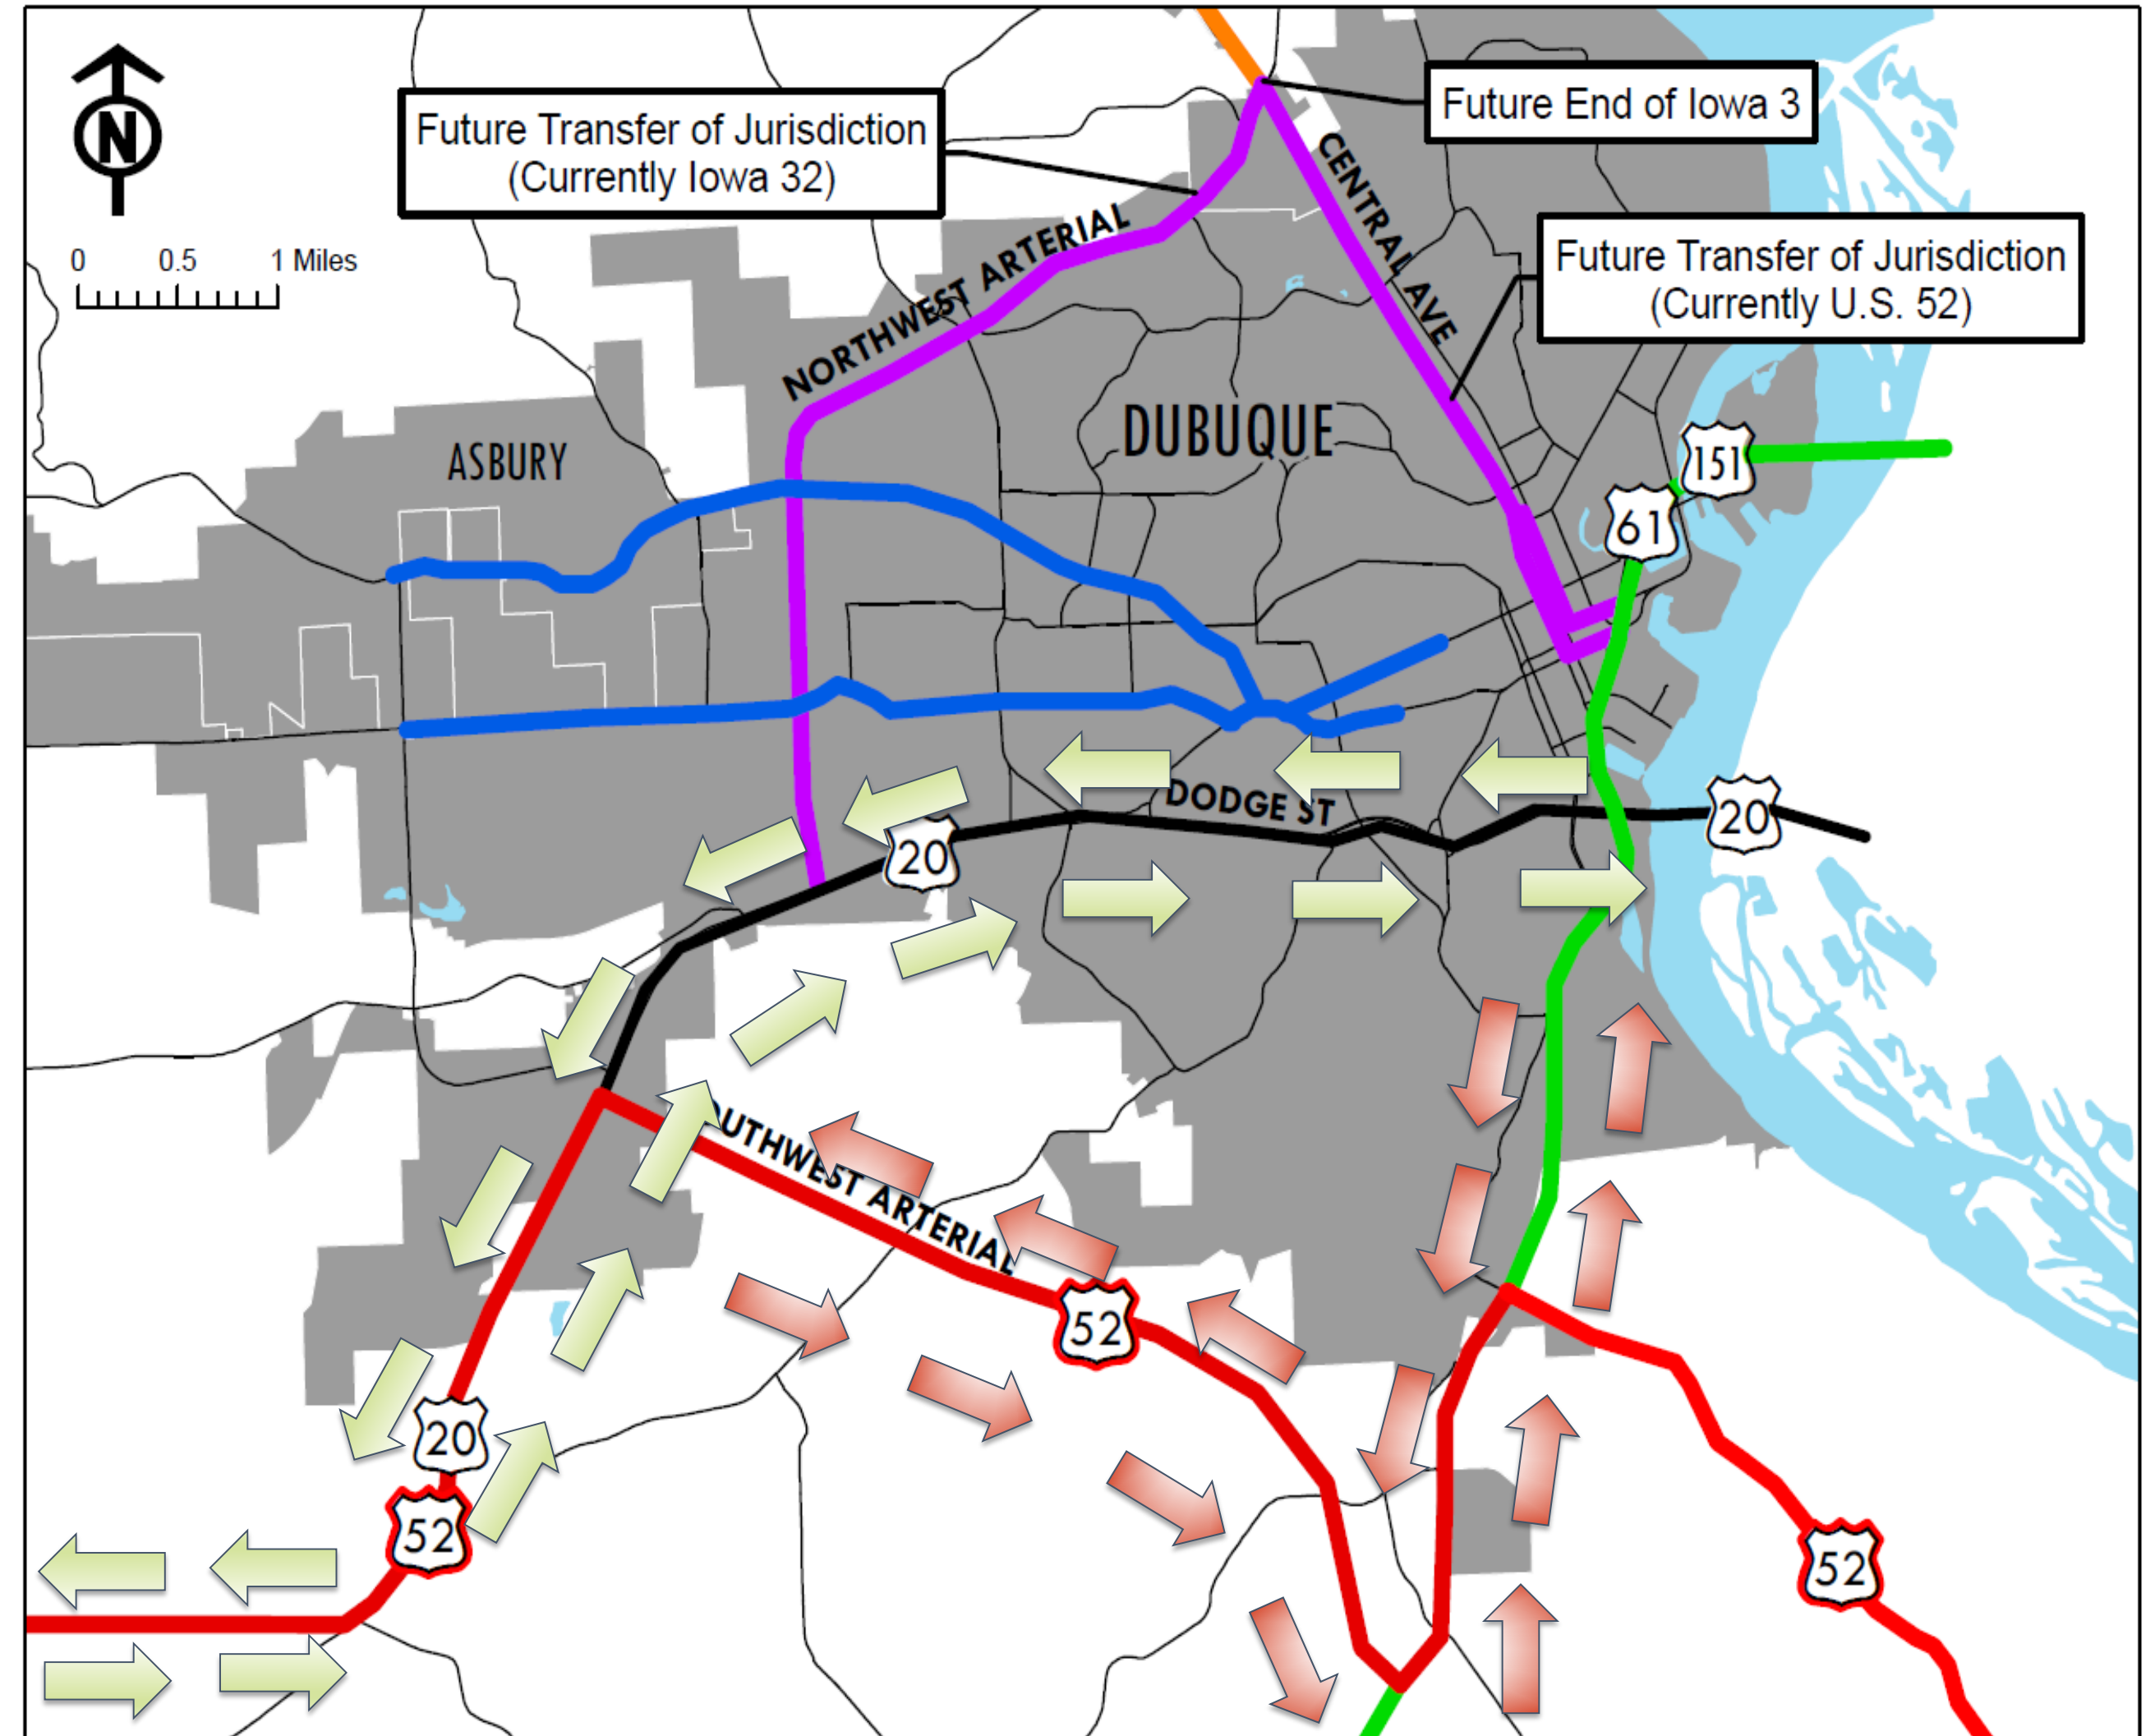 Future End of Iowa 3
Future Transfer of Jurisdiction
(Currently Iowa 32)
N
CENTRAL AVE
Future Transfer of Jurisdiction
(Currently U.S. 52)
0 0.5 1 Miles
NORTHWEST ARTERIAL
DUBUQUE
ASBURY
151
61
DODGE ST
20
20
OUTHWEST ARTERIAL
52
20
52
52